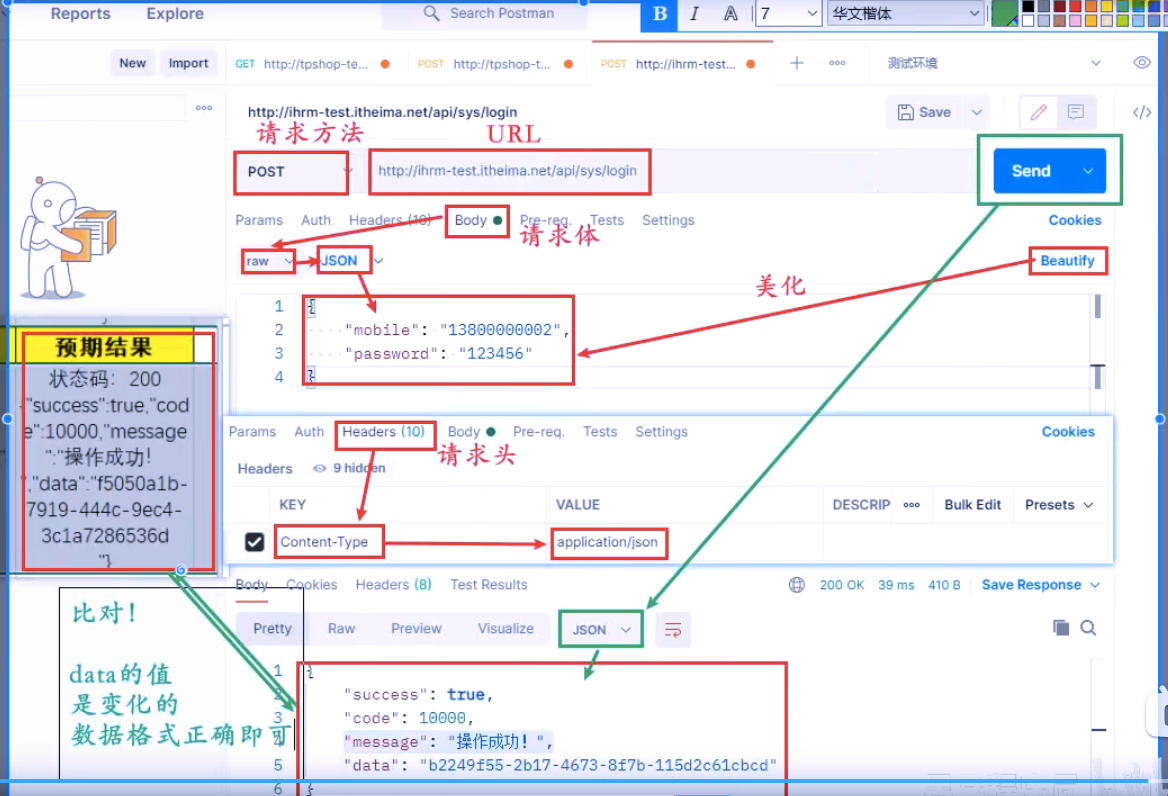 Reports Explore Search Postman B I A 7 华文楷体
New Import GET http://tpshop-te... POST http://tpshop-t... POST http://ihrm-test... 测试环境
http://ihrm-test.itheima.net/api/sys/login Save
请求方法 URL
POST http://ihrm-test.itheima.net/api/sys/login Send
Params Auth Headers (10) Body Pre-req. Tests Settings Cookies
请求体
raw JSON Beautify
美化
1 {
2 "mobile": "13800000002",
3 "password": "123456"
4 }
预期结果
状态码：200
{"success":true,"cod
e":10000,"message
":"操作成功！
","data":"f5050a1b-
7919-444c-9ec4-
3c1a7286536d
"}
Params Auth Headers (10) Body Pre-req. Tests Settings Cookies
请求头
Headers 9 hidden
KEY VALUE DESCRIP Bulk Edit Presets
Content-Type application/json
Body Cookies Headers (8) Test Results 200 OK 39 ms 410 B Save Response
Pretty Raw Preview Visualize JSON
比对！
data的值
是变化的
数据格式正确即可
1 {
2 "success": true,
3 "code": 10000,
"message": "操作成功！",
5 "data": "b2249f55-2b17-4673-8f7b-115d2c61cbcd"
6 }